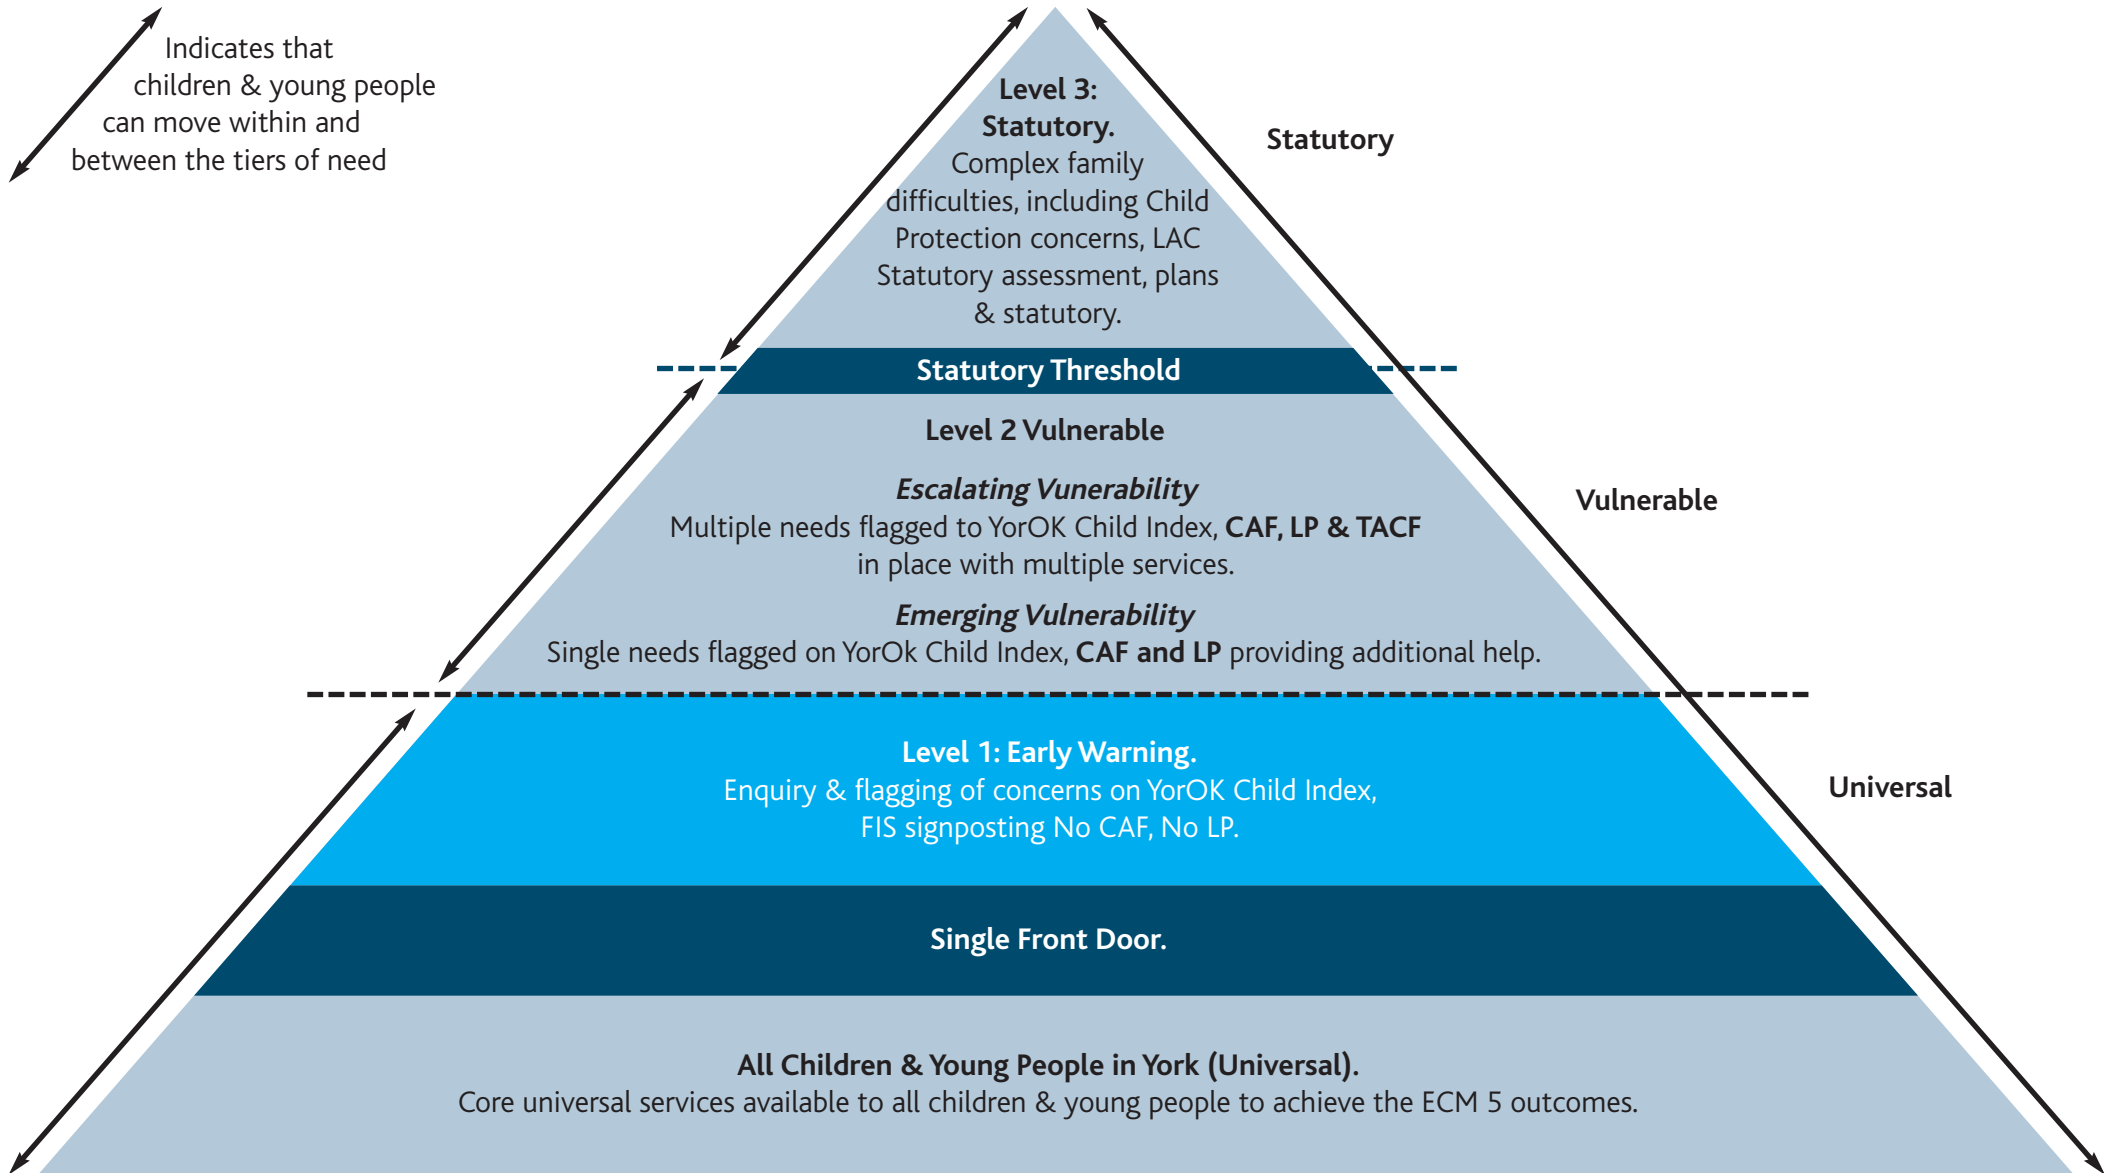 Indicates that
children & young people
can move within and
between the tiers of need
Level 3:
Statutory.
Complex family
difficulties, including Child
Protection concerns, LAC
Statutory assessment, plans
& statutory.
Statutory
Statutory Threshold
Level 2 Vulnerable
Escalating Vunerability
Multiple needs flagged to YorOK Child Index, CAF, LP & TACF
in place with multiple services.
Vulnerable
Emerging Vulnerability
Single needs flagged on YorOk Child Index, CAF and LP providing additional help.
Level 1: Early Warning.
Enquiry & flagging of concerns on YorOK Child Index,
FIS signposting No CAF, No LP.
Universal
Single Front Door.
All Children & Young People in York (Universal).
Core universal services available to all children & young people to achieve the ECM 5 outcomes.